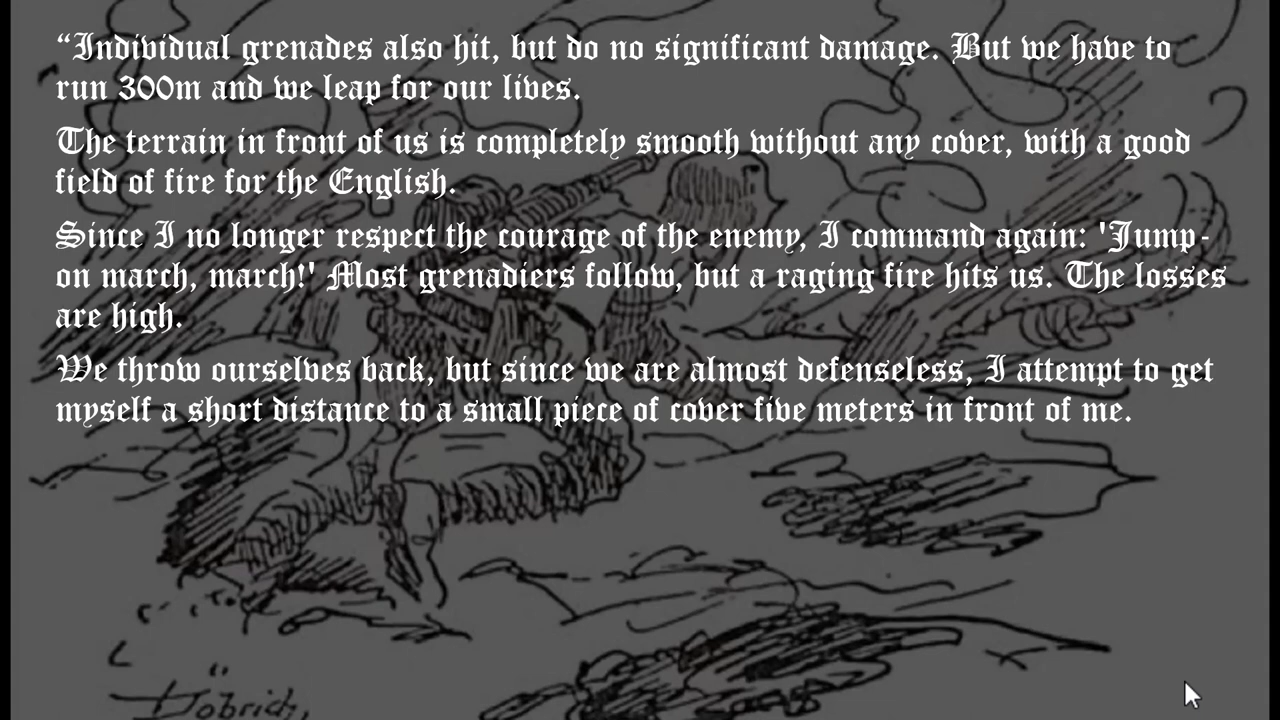 “Individual grenades also hit, but do no significant damage. But we have to
run 300m and we leap for our lives.
The terrain in front of us is completely smooth without any cover, with a good
field of fire for the English.
Since I no longer respect the courage of the enemy, I command again: 'Jump-
on march, march!' Most grenadiers follow, but a raging fire hits us. The losses
are high.
We throw ourselves back, but since we are almost defenseless, I attempt to get
myself a short distance to a small piece of cover five meters in front of me.
Döbrich,